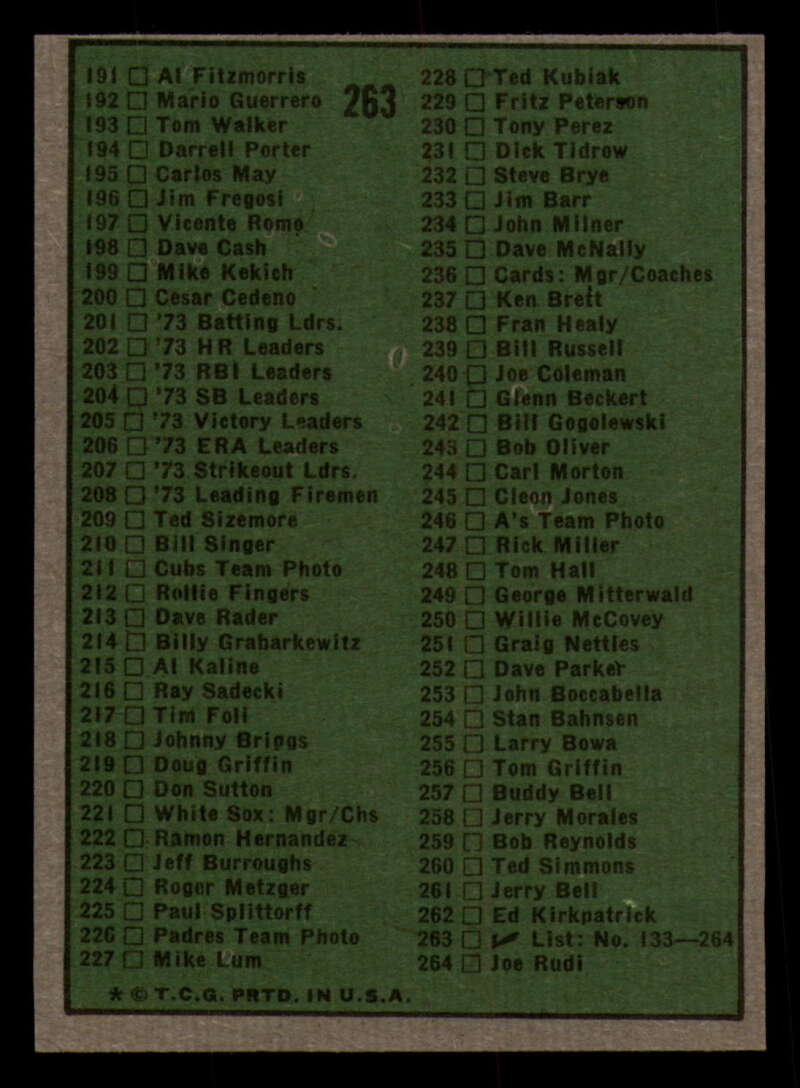 191 ☐ Al Fitzmorris
192 ☐ Mario Guerrero
263
193 ☐ Tom Walker
194 ☐ Darrell Porter
195 ☐ Carlos May
196 ☐ Jim Fregosi
197 ☐ Vicente Romo
198 ☐ Dave Cash
199 ☐ Mike Kekich
200 ☐ Cesar Cedeno
201 ☐ '73 Batting Ldrs.
202 ☐ '73 HR Leaders
203 ☐ '73 RBI Leaders
204 ☐ '73 SB Leaders
205 ☐ '73 Victory Leaders
206 ☐ '73 ERA Leaders
207 ☐ '73 Strikeout Ldrs.
208 ☐ '73 Leading Firemen
209 ☐ Ted Sizemore
210 ☐ Bill Singer
211 ☐ Cubs Team Photo
212 ☐ Rollie Fingers
213 ☐ Dave Rader
214 ☐ Billy Grabarkewitz
215 ☐ Al Kaline
216 ☐ Ray Sadecki
217 ☐ Tim Foli
218 ☐ Johnny Briggs
219 ☐ Doug Griffin
220 ☐ Don Sutton
221 ☐ White Sox: Mgr/Chs
222 ☐ Ramon Hernandez
223 ☐ Jeff Burroughs
224 ☐ Roger Metzger
225 ☐ Paul Splittorff
226 ☐ Padres Team Photo
227 ☐ Mike Lum
* © T.C.G. PRTD. IN U.S.A.
228 ☐ Ted Kubiak
229 ☐ Fritz Peterson
230 ☐ Tony Perez
231 ☐ Dick Tidrow
232 ☐ Steve Brye
233 ☐ Jim Barr
234 ☐ John Milner
235 ☐ Dave McNally
236 ☐ Cards: Mgr/Coaches
237 ☐ Ken Brett
238 ☐ Fran Healy
239 ☐ Bill Russell
240 ☐ Joe Coleman
241 ☐ Glenn Beckert
242 ☐ Bill Gogolewski
243 ☐ Bob Oliver
244 ☐ Carl Morton
245 ☐ Cleon Jones
246 ☐ A's Team Photo
247 ☐ Rick Miller
248 ☐ Tom Hall
249 ☐ George Mitterwald
250 ☐ Willie McCovey
251 ☐ Graig Nettles
252 ☐ Dave Parker
253 ☐ John Boccabella
254 ☐ Stan Bahnsen
255 ☐ Larry Bowa
256 ☐ Tom Griffin
257 ☐ Buddy Bell
258 ☐ Jerry Morales
259 ☐ Bob Reynolds
260 ☐ Ted Simmons
261 ☐ Jerry Bell
262 ☐ Ed Kirkpatrick
263 ☐ ✔ List: No. 133—264
264 ☐ Joe Rudi